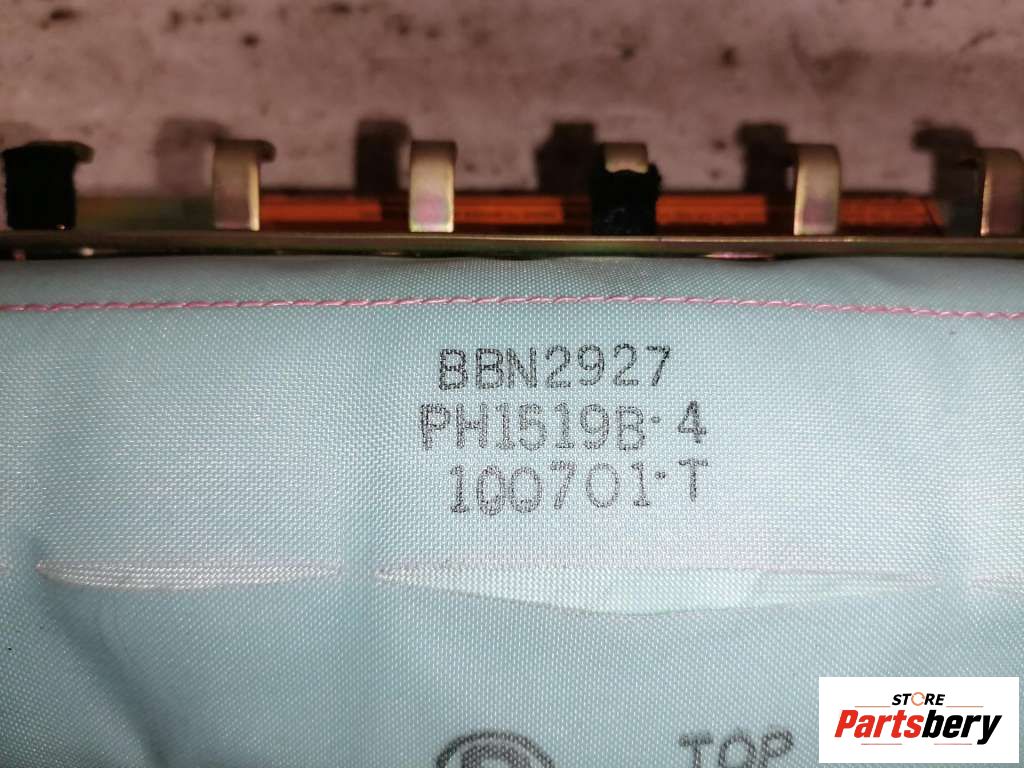 BBN2927
PH1519B·4
100701·T
TOP
STORE
Partsbery